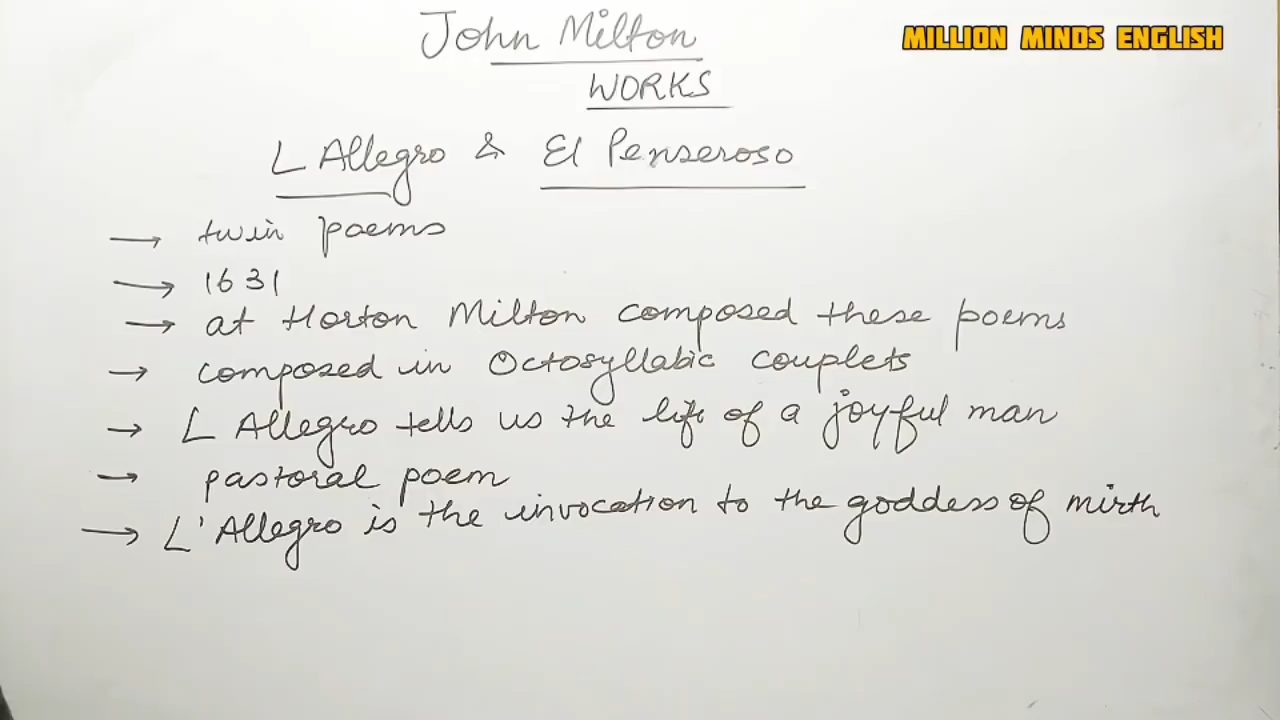 John Milton
MILLION MINDS ENGLISH
WORKS
L Allegro & El Penseroso
→ twin poems
→ 1631
→ at Horton Milton composed these poems
→ composed in Octosyllabic couplets
→ L Allegro tells us the life of a joyful man
→ pastoral poem
→ L'Allegro is the invocation to the goddess of mirth